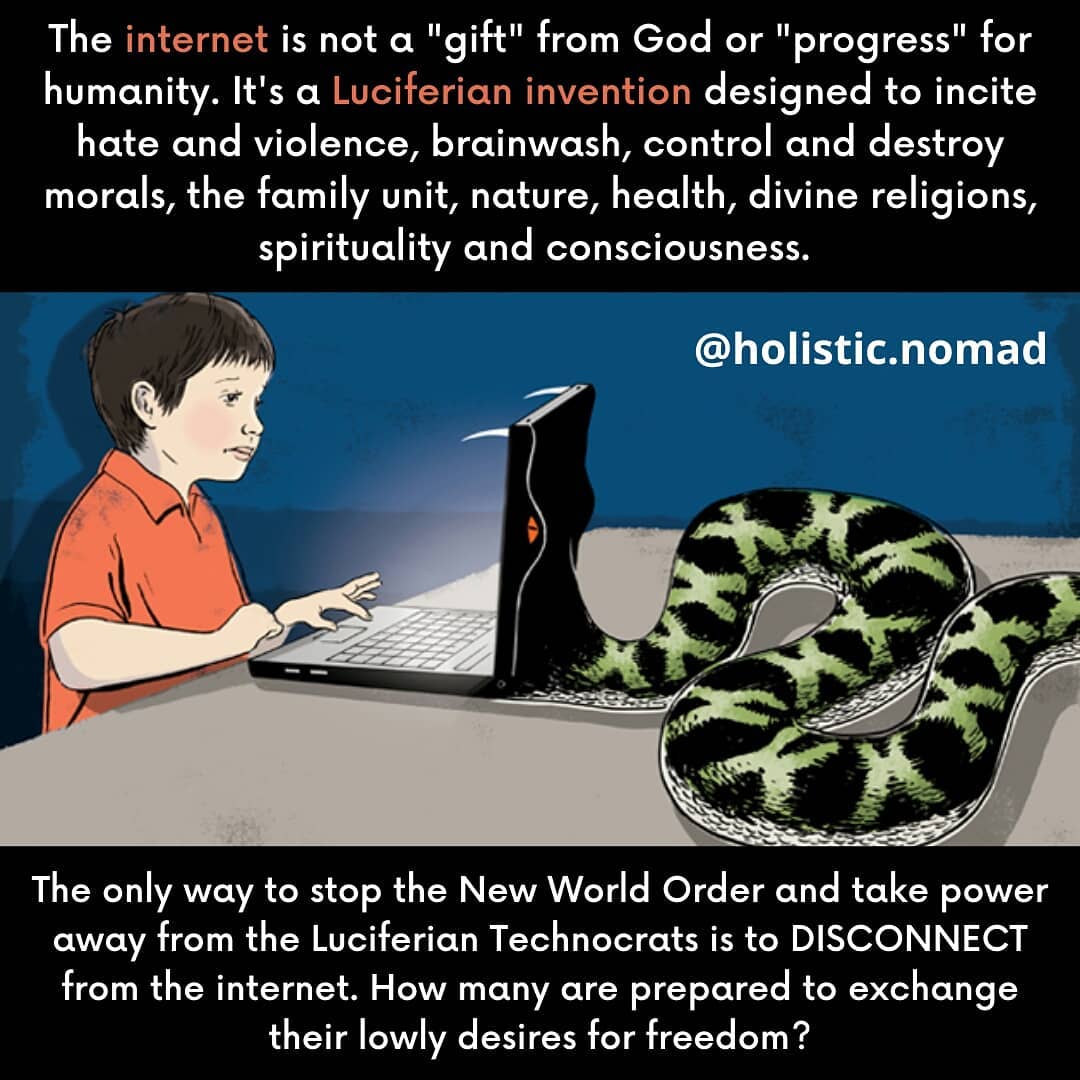 The internet is not a "gift" from God or "progress" for
humanity. It's a Luciferian invention designed to incite
hate and violence, brainwash, control and destroy
morals, the family unit, nature, health, divine religions,
spirituality and consciousness.
@holistic.nomad
The only way to stop the New World Order and take power
away from the Luciferian Technocrats is to DISCONNECT
from the internet. How many are prepared to exchange
their lowly desires for freedom?